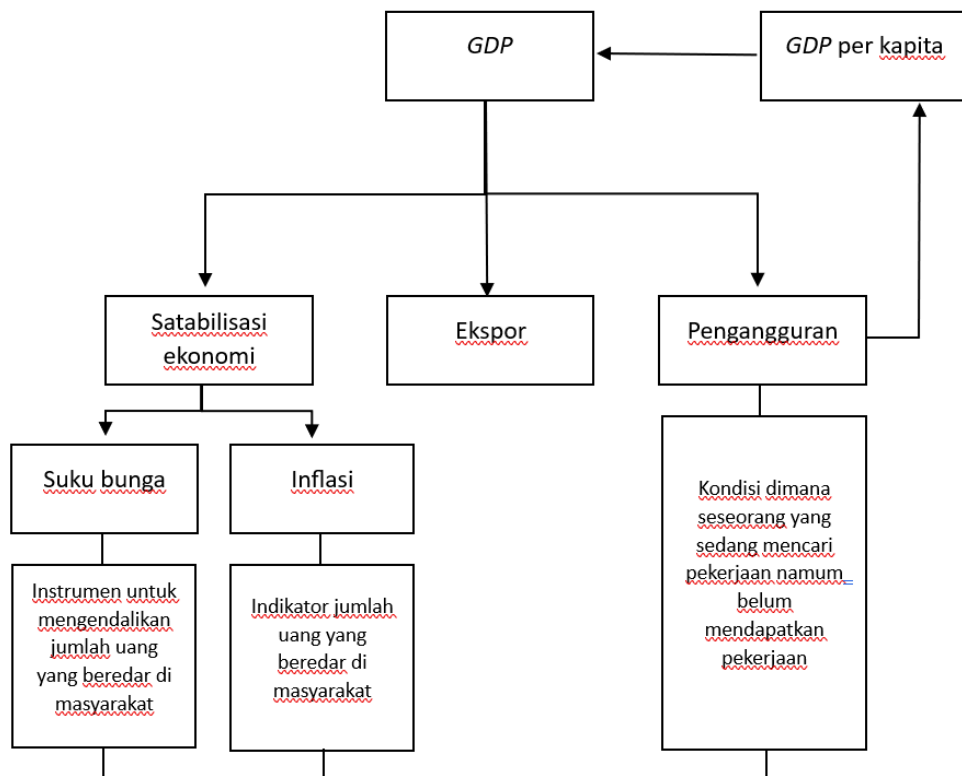 GDP
GDP per kapita
Satabilisasi
ekonomi
Ekspor
Pengangguran
Suku bunga
Inflasi
Instrumen untuk
mengendalikan
jumlah uang
yang beredar di
masyarakat
Indikator jumlah
uang yang
beredar di
masyarakat
Kondisi dimana
seseorang yang
sedang mencari
pekerjaan namum
belum
mendapatkan
pekerjaan